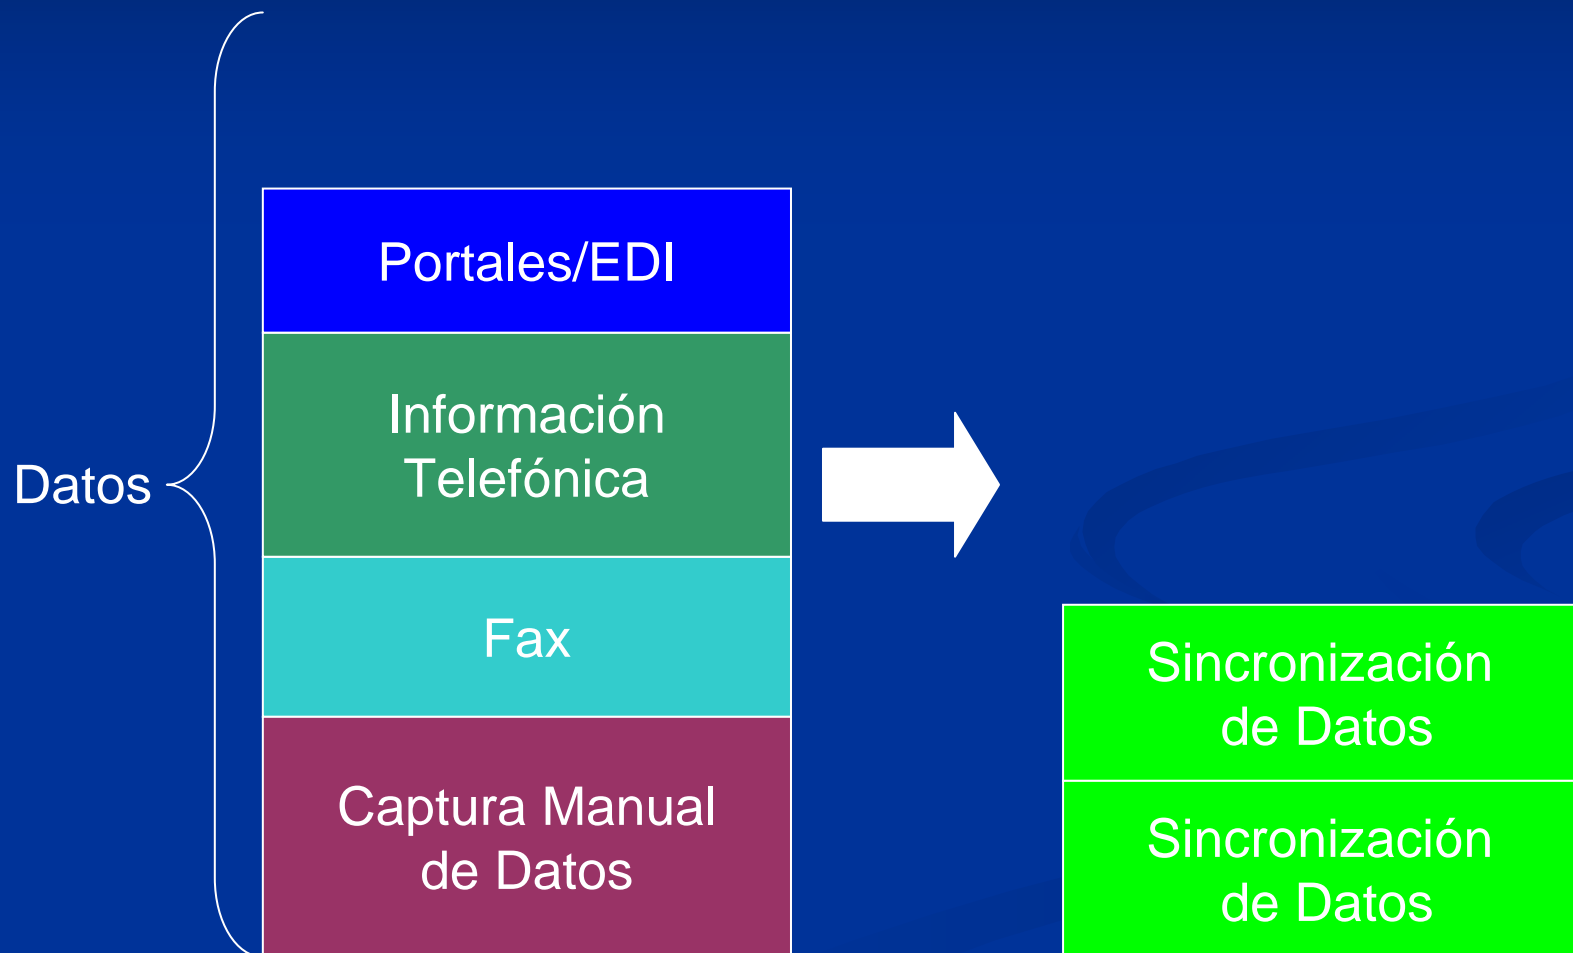 Datos
Portales/EDI
Información
Telefónica
Fax
Captura Manual
de Datos
Sincronización
de Datos
Sincronización
de Datos